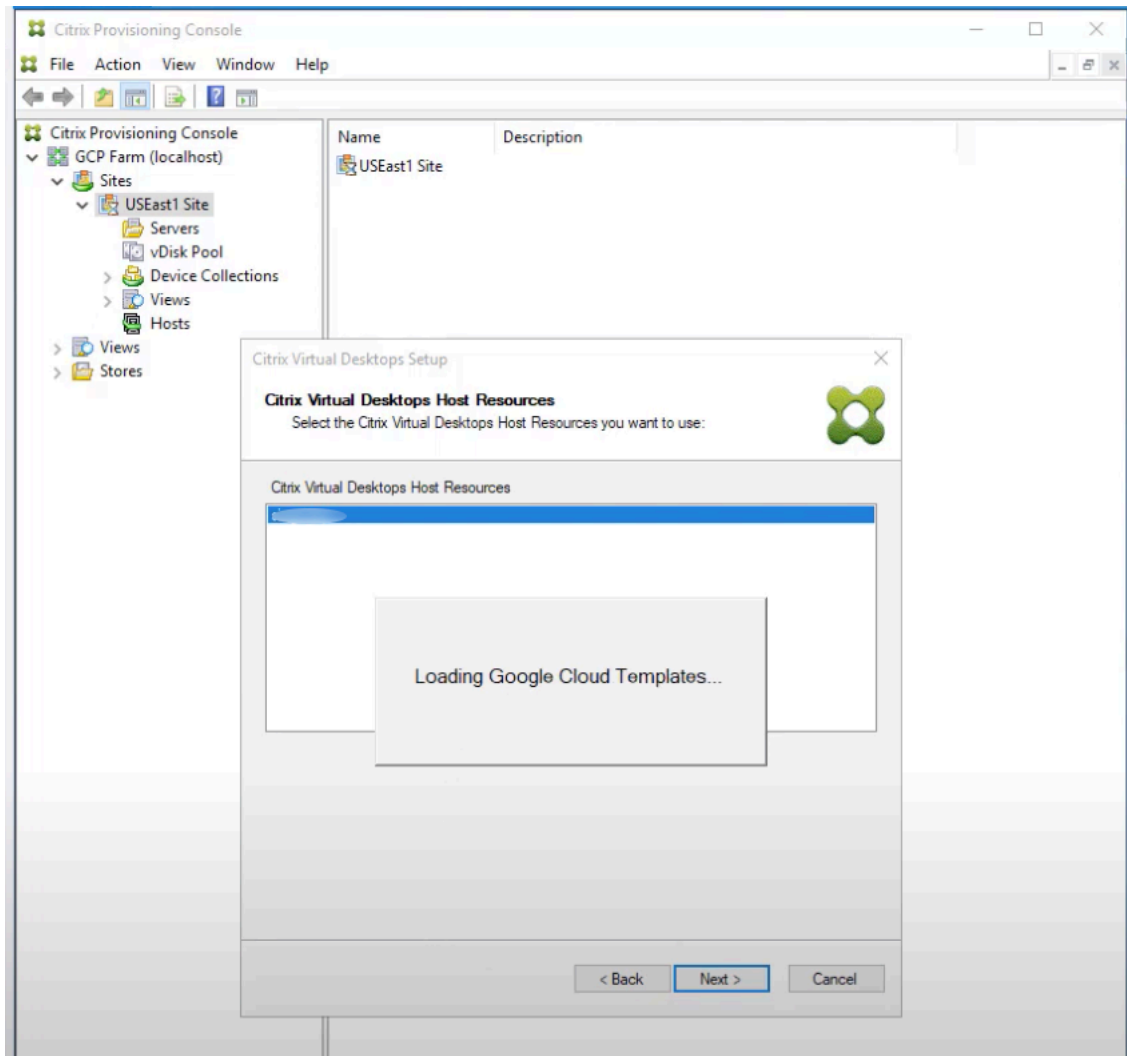 Citrix Provisioning Console
File Action View Window Help
Citrix Provisioning Console
GCP Farm (localhost)
Sites
USEast1 Site
Servers
vDisk Pool
Device Collections
Views
Hosts
Views
Stores
Name Description
USEast1 Site
Citrix Virtual Desktops Setup
Citrix Virtual Desktops Host Resources
Select the Citrix Virtual Desktops Host Resources you want to use:
Citrix Virtual Desktops Host Resources
Loading Google Cloud Templates...
< Back Next > Cancel